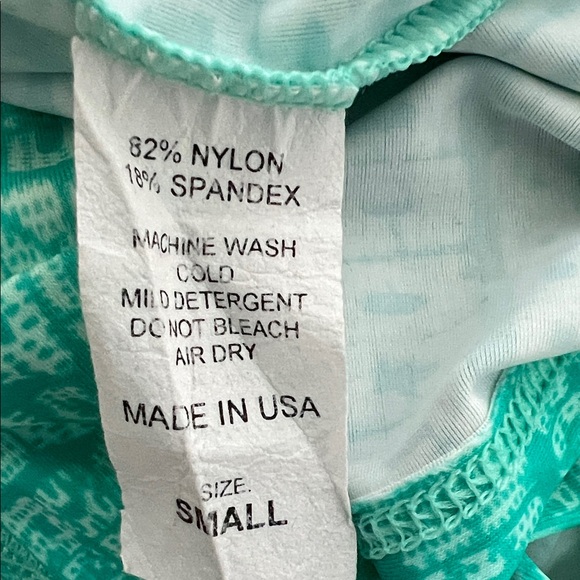 82% NYLON
18% SPANDEX
MACHINE WASH
COLD
MILD DETERGENT
DO NOT BLEACH
AIR DRY
MADE IN USA
SIZE.
SMALL